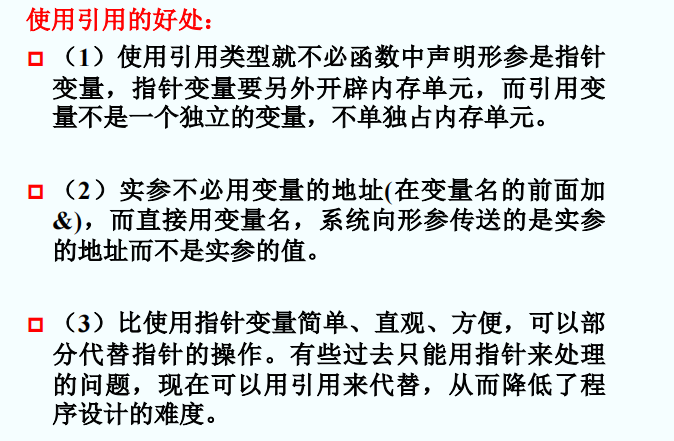 使用引用的好处：
（1）使用引用类型就不必函数中声明形参是指针
变量，指针变量要另外开辟内存单元，而引用变
量不是一个独立的变量，不单独占内存单元。
（2）实参不必用变量的地址(在变量名的前面加
&)，而直接用变量名，系统向形参传送的是实参
的地址而不是实参的值。
（3）比使用指针变量简单、直观、方便，可以部
分代替指针的操作。有些过去只能用指针来处理
的问题，现在可以用引用来代替，从而降低了程
序设计的难度。